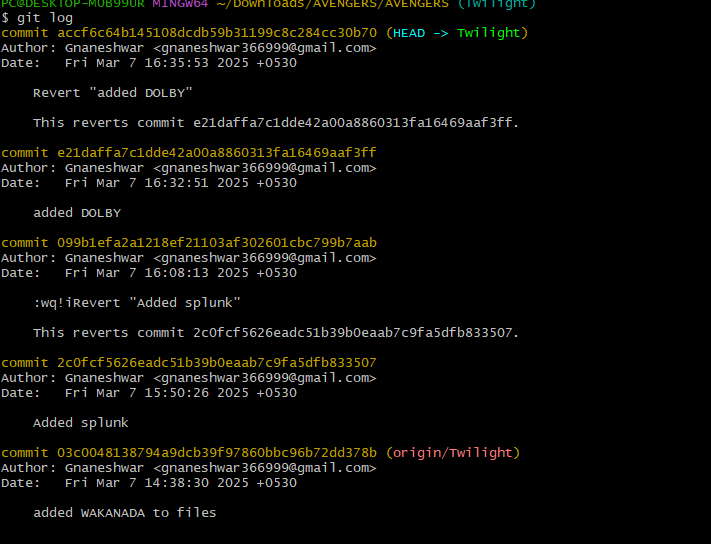 PC@DESKTOP-MOB99UR MINGW64 ~/Downloads/AVENGERS/AVENGERS (Twilight)
$ git log
commit accf6c64b145108dcdb59b31199c8c284cc30b70 (HEAD -> Twilight)
Author: Gnaneshwar <gnaneshwar366999@gmail.com>
Date:   Fri Mar 7 16:35:53 2025 +0530
Revert "added DOLBY"
This reverts commit e21daffa7c1dde42a00a8860313fa16469aaf3ff.
commit e21daffa7c1dde42a00a8860313fa16469aaf3ff
Author: Gnaneshwar <gnaneshwar366999@gmail.com>
Date:   Fri Mar 7 16:32:51 2025 +0530
added DOLBY
commit 099b1efa2a1218ef21103af302601cbc799b7aab
Author: Gnaneshwar <gnaneshwar366999@gmail.com>
Date:   Fri Mar 7 16:08:13 2025 +0530
:wq!iRevert "Added splunk"
This reverts commit 2c0fcf5626eadc51b39b0eaab7c9fa5dfb833507.
commit 2c0fcf5626eadc51b39b0eaab7c9fa5dfb833507
Author: Gnaneshwar <gnaneshwar366999@gmail.com>
Date:   Fri Mar 7 15:50:26 2025 +0530
Added splunk
commit 03c0048138794a9dcb39f97860bbc96b72dd378b (origin/Twilight)
Author: Gnaneshwar <gnaneshwar366999@gmail.com>
Date:   Fri Mar 7 14:38:30 2025 +0530
added WAKANADA to files